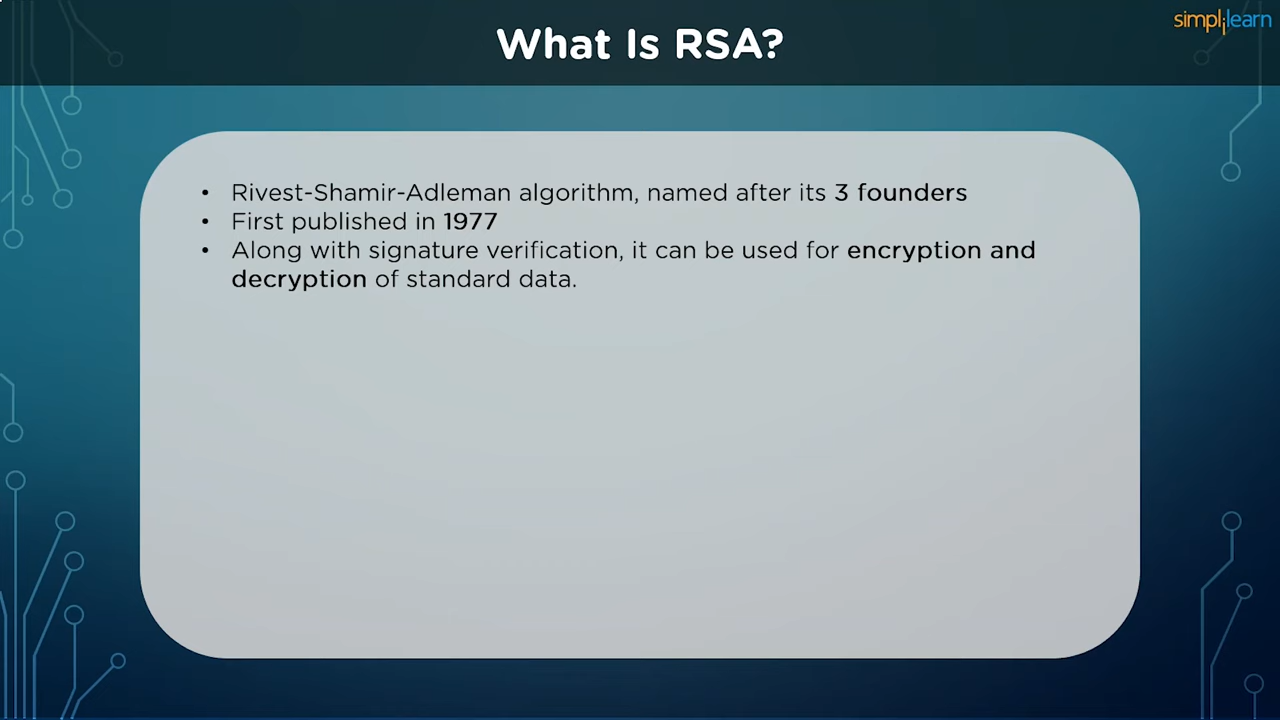 What Is RSA?
simplilearn
• Rivest-Shamir-Adleman algorithm, named after its 3 founders
• First published in 1977
• Along with signature verification, it can be used for encryption and
decryption of standard data.